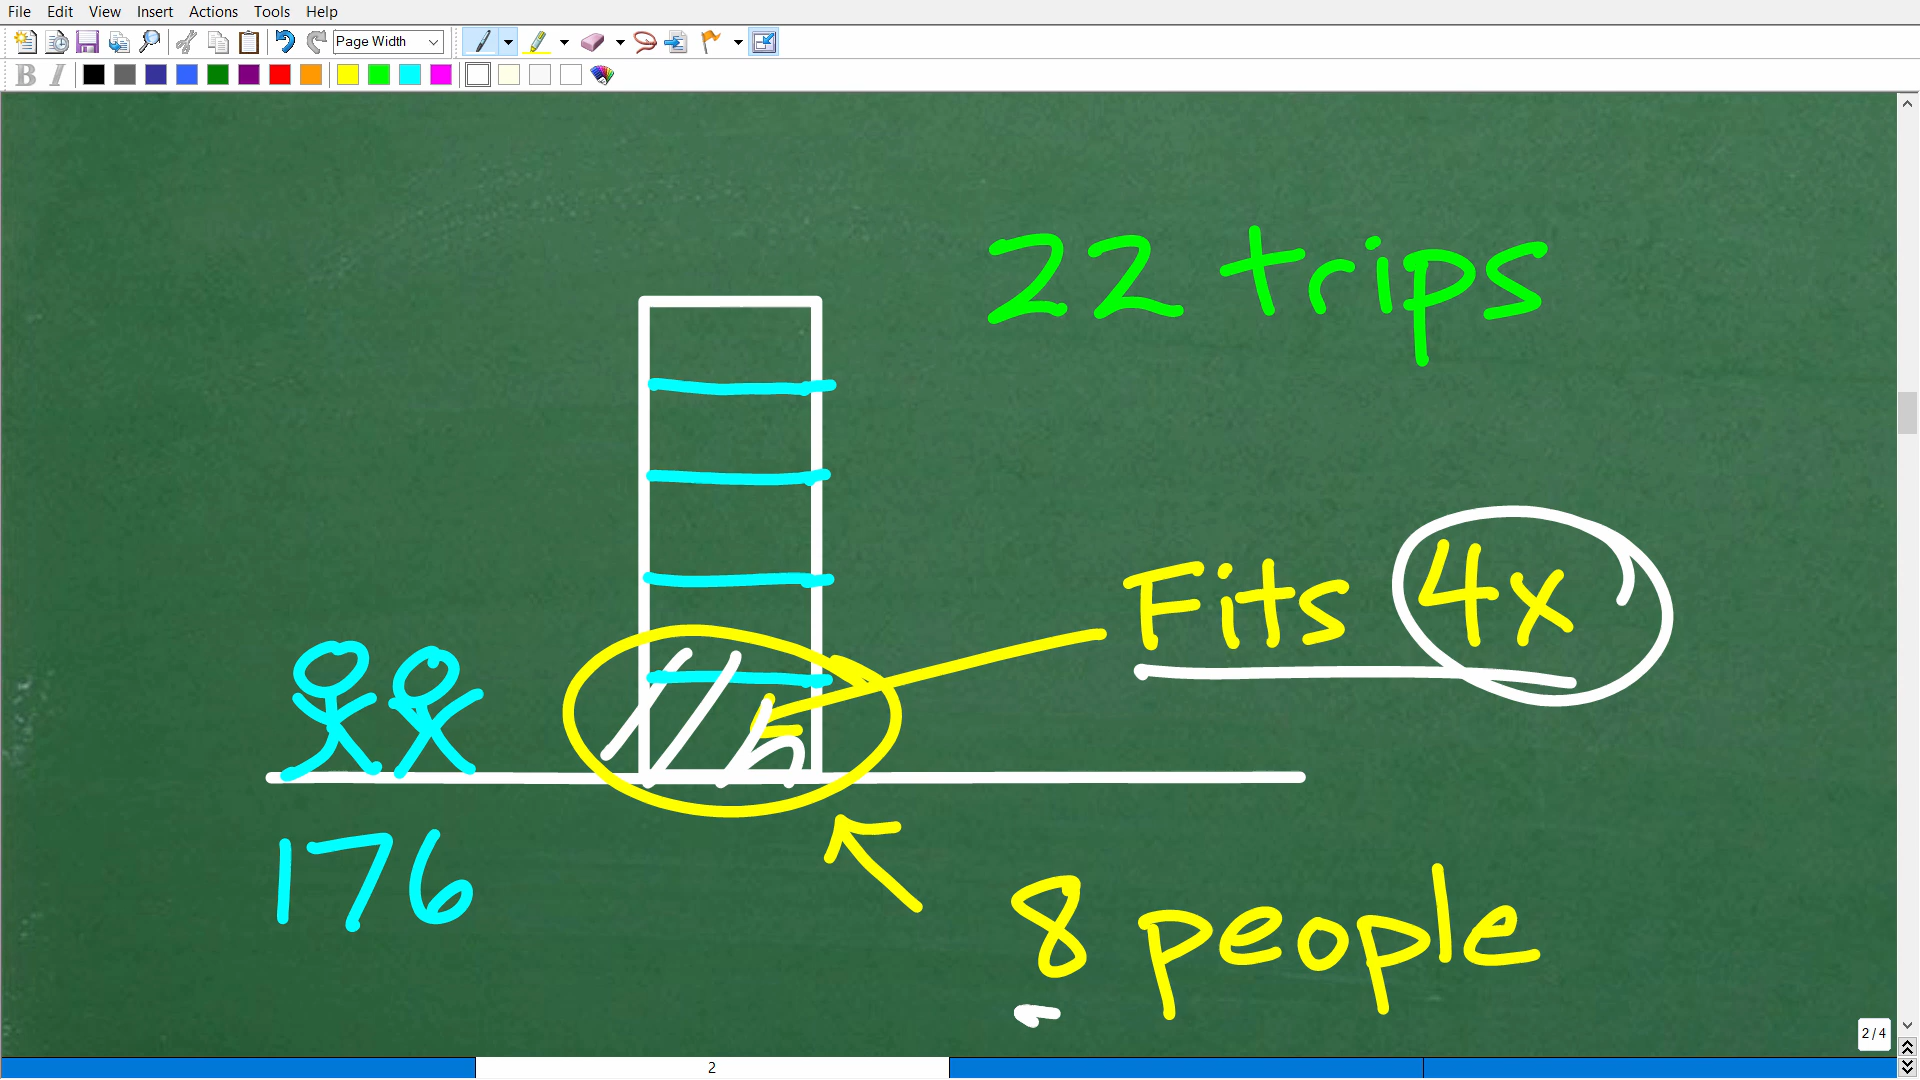 File Edit View Insert Actions Tools Help
Page Width
B I
22 trips
Fits 4x
176
8 people
2 / 4
2